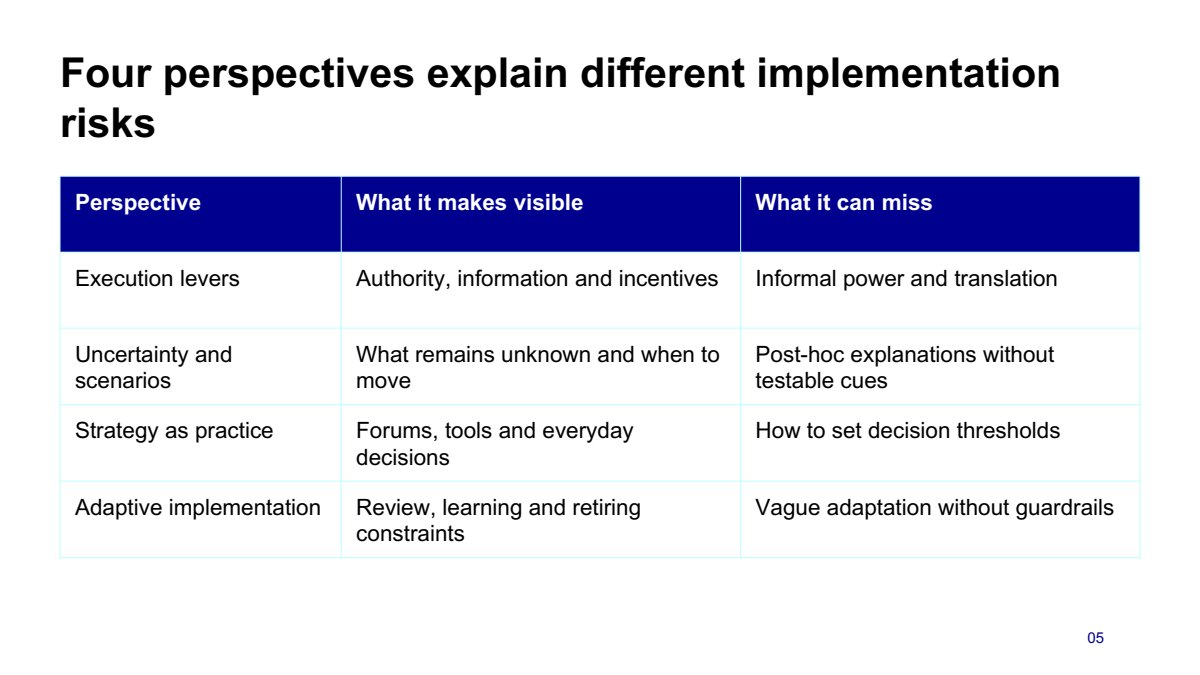 Four perspectives explain different implementation
risks
Perspective
What it makes visible
What it can miss
Execution levers
Authority, information and incentives
Informal power and translation
Uncertainty and
scenarios
What remains unknown and when to
move
Post-hoc explanations without
testable cues
Strategy as practice
Forums, tools and everyday
decisions
How to set decision thresholds
Adaptive implementation
Review, learning and retiring
constraints
Vague adaptation without guardrails
05